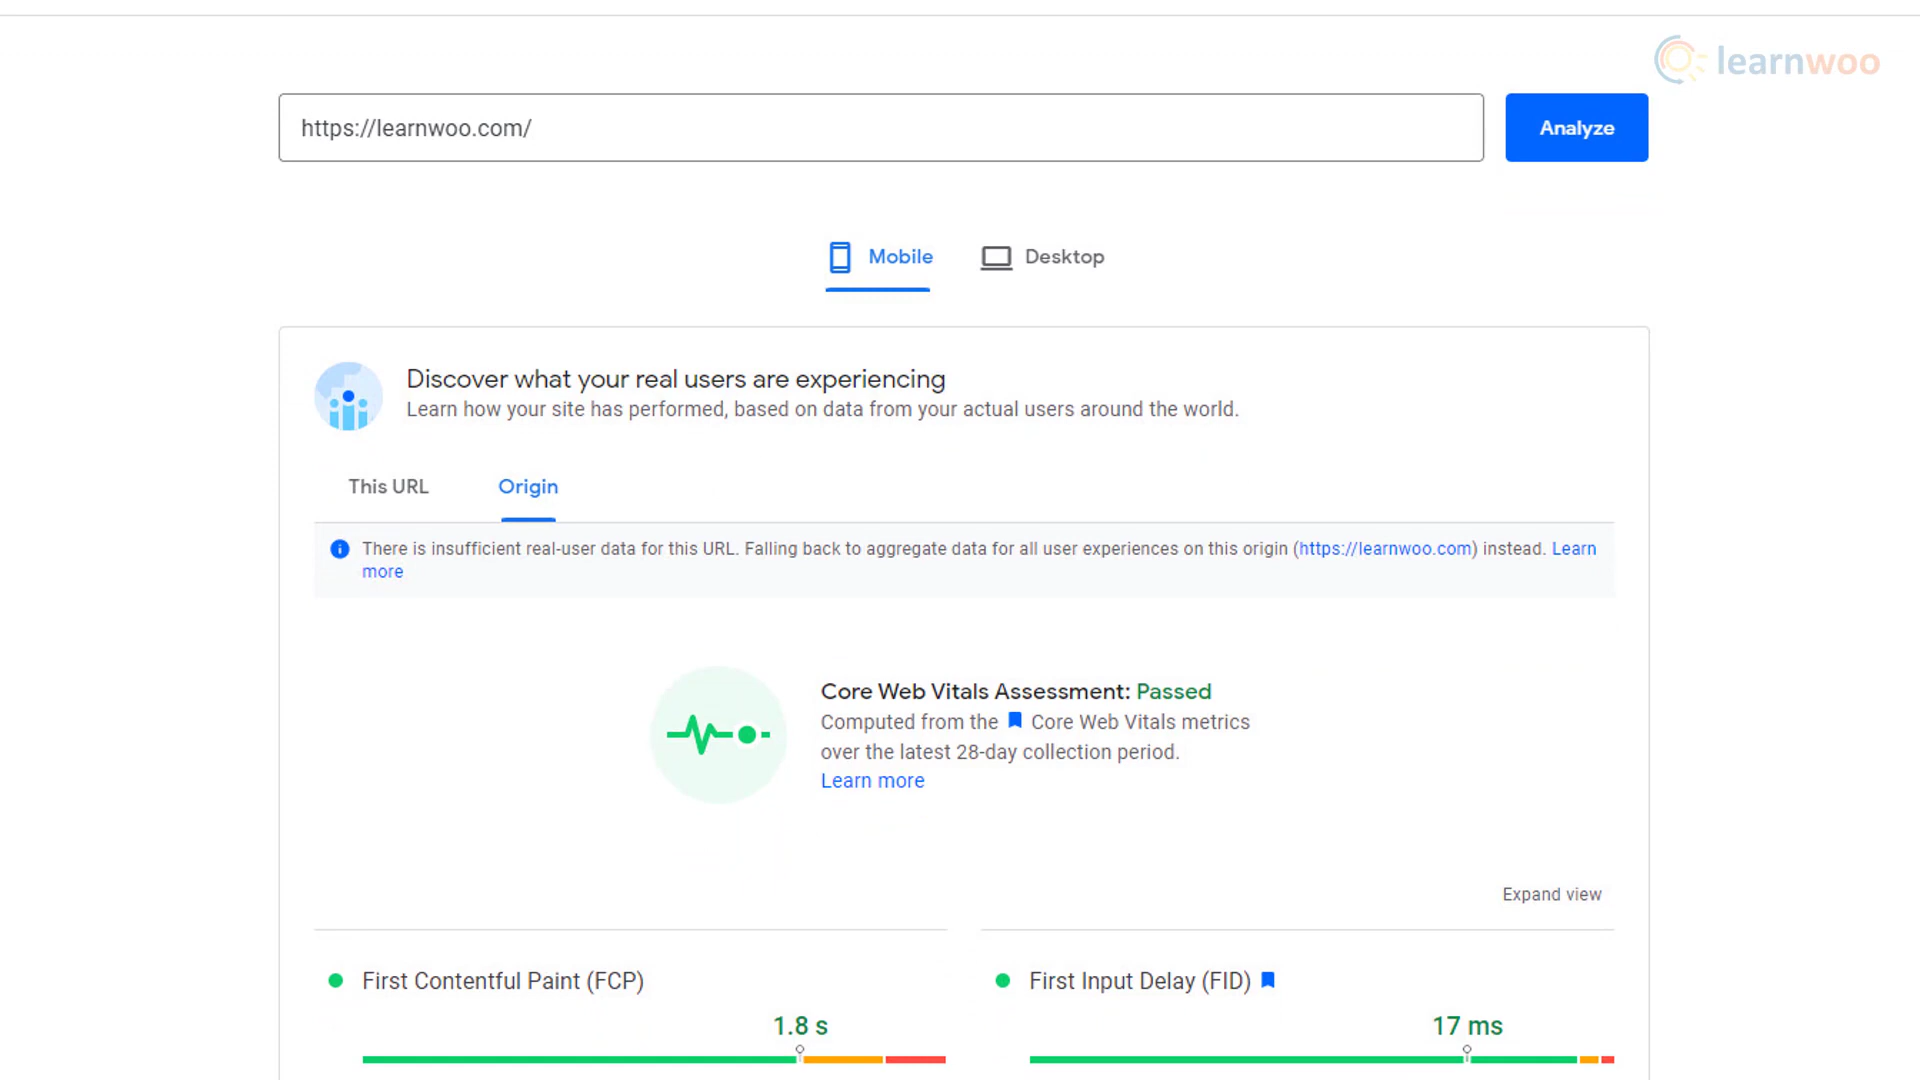 learnwoo
https://learnwoo.com/
Analyze
Mobile
Desktop
Discover what your real users are experiencing
Learn how your site has performed, based on data from your actual users around the world.
This URL
Origin
There is insufficient real-user data for this URL. Falling back to aggregate data for all user experiences on this origin (https://learnwoo.com) instead. Learn
more
Core Web Vitals Assessment: Passed
Computed from the Core Web Vitals metrics
over the latest 28-day collection period.
Learn more
Expand view
First Contentful Paint (FCP)
1.8 s
First Input Delay (FID)
17 ms